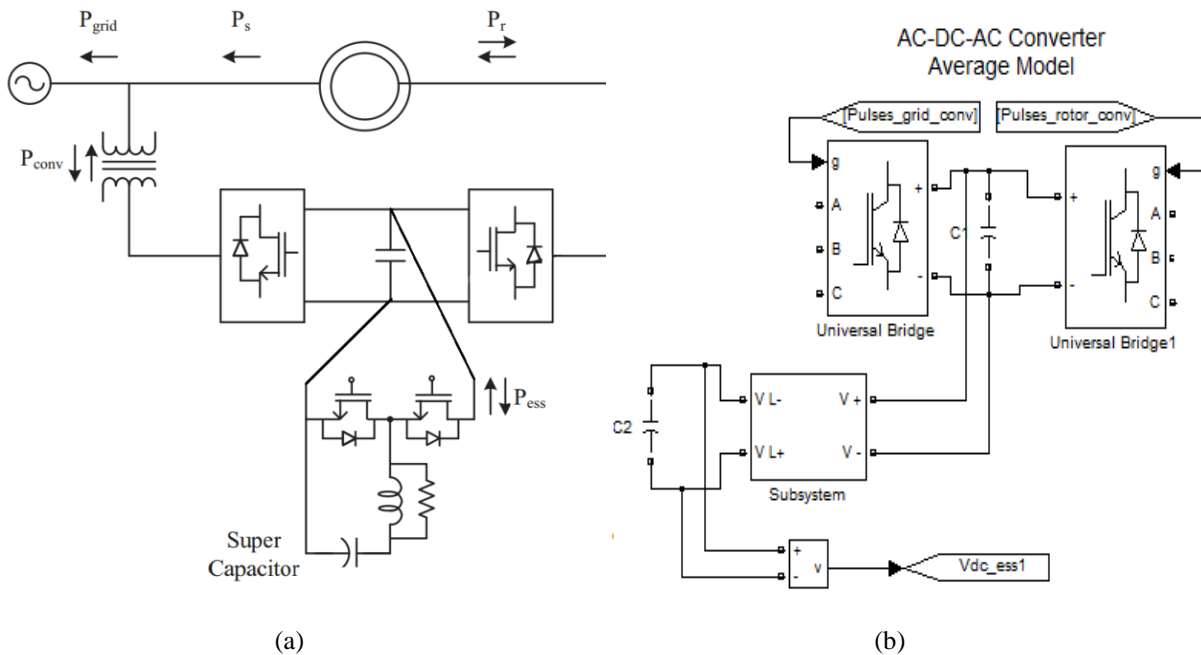 P_grid
P_s
P_r
P_conv
P_ess
Super
Capacitor
(a)
AC-DC-AC Converter
Average Model
[Pulses_grid_conv]
[Pulses_rotor_conv]
g
A
B
C
+
-
Universal Bridge
C1
g
+
-
A
B
C
Universal Bridge1
C2
V L-
V L+
V +
V -
Subsystem
+
-
v
Vdc_ess1
(b)